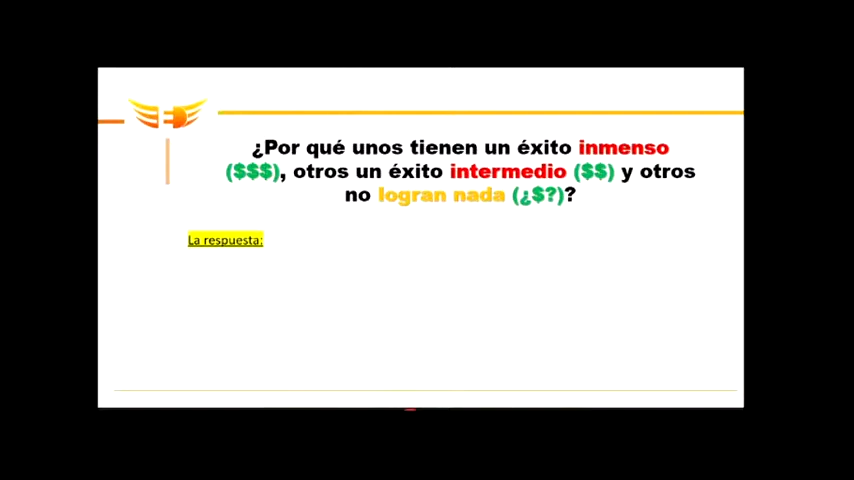 ¿Por qué unos tienen un éxito inmenso
($$$), otros un éxito intermedio ($$) y otros
no logran nada (¿$?)?
La respuesta: